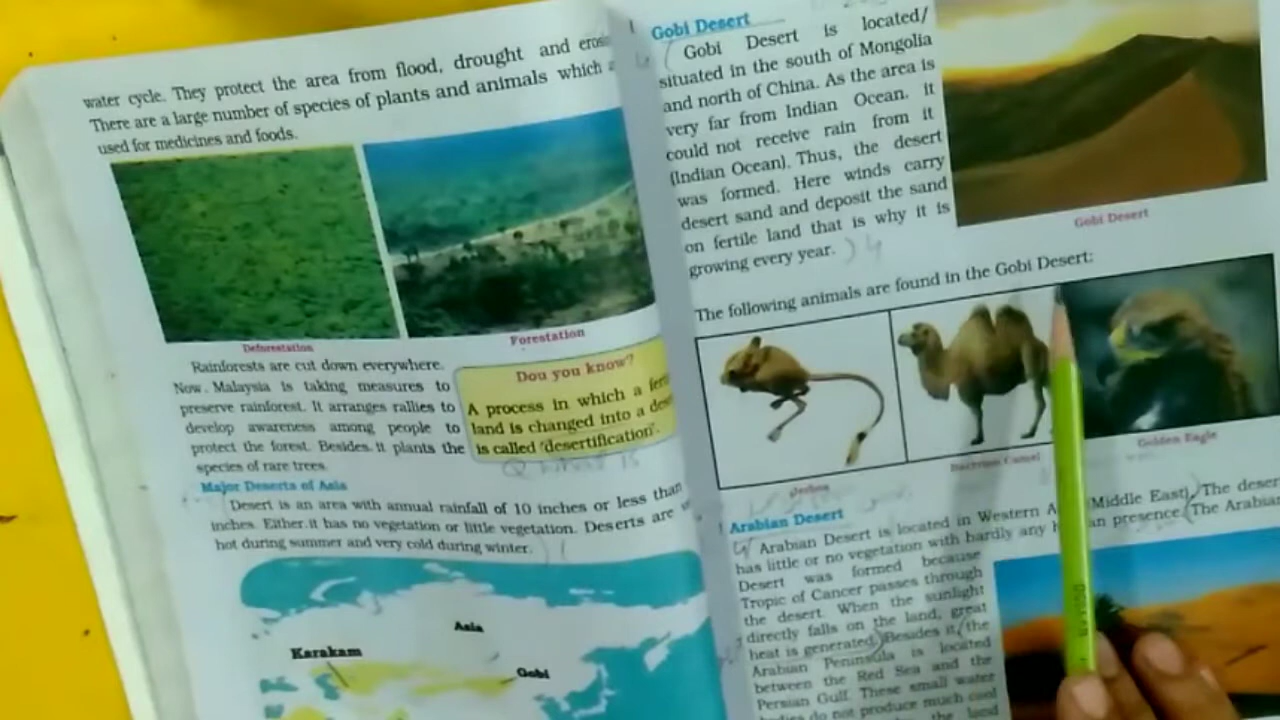 water cycle. They protect the area from flood, drought and
There are a large number of species of plants and animals which
used for medicines and foods.
Deforestation
Forestation
Rainforests are cut down everywhere.
Now. Malaysia is taking measures to
preserve rainforest. It arranges rallies to
develop awareness among people to
protect the forest. Besides. it plants the
species of rare trees.
Dou you know?
A process in which a
land is changed into a
is called 'desertification'.
Major Deserts of Asia
Desert is an area with annual rainfall of 10 inches or less than
inches. Either it has no vegetation or little vegetation. Deserts are
hot during summer and very cold during winter.
Asia
Karakam
Gobi
Gobi Desert
Gobi Desert is located/
situated in the south of Mongolia
and north of China. As the area is
very far from Indian Ocean. it
could not receive rain from it
(Indian Ocean). Thus, the desert
was formed. Here winds carry
desert sand and deposit the sand
on fertile land that is why it is
growing every year.
Gobi Desert
The following animals are found in the Gobi Desert:
Jerboa
Bactrian Camel
Golden Eagle
Arabian Desert
Arabian Desert is located in Western (Middle East). The
has little or no vegetation with hardly any presence. The
Desert was formed because
Tropic of Cancer passes through
the desert. When the sunlight
directly falls on the land, great
heat is generated. Besides it, the
Arabian Peninsula is located
between the Red Sea and the
Persian Gulf. These small water
do not produce much cool
the land